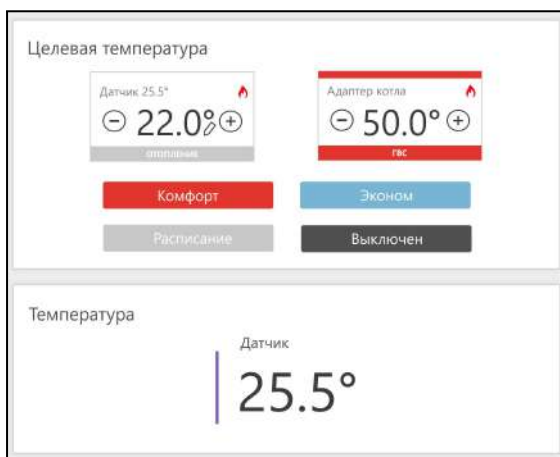 Целевая температура
Датчик 25.5°
22.0°
отопление
Адаптер котла
50.0°
ГВС
Комфорт
Эконом
Расписание
Выключен
Температура
Датчик
25.5°